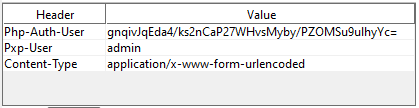 Header Value
Php-Auth-User gnqivJqEda4/ks2nCaP27WHvsMyby/PZOMSu9ulhyYc=
Pxp-User admin
Content-Type application/x-www-form-urlencoded